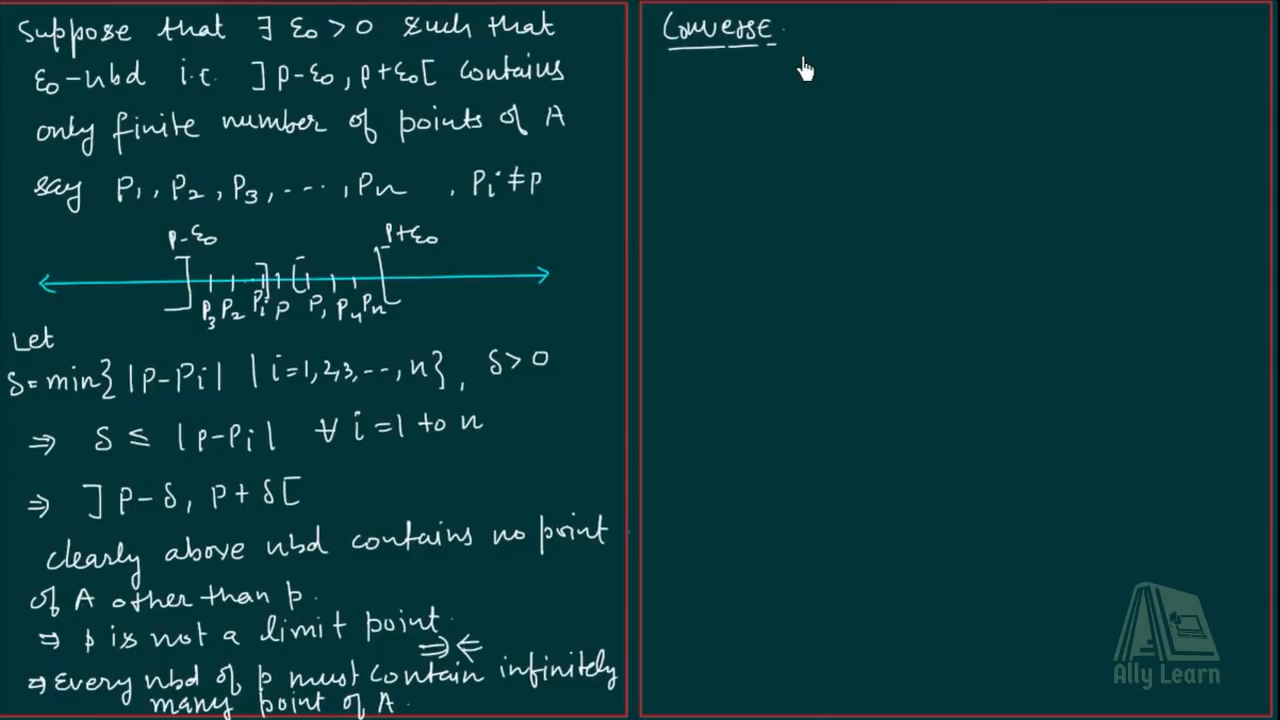 Suppose that ∃ ε₀ > 0 such that
ε₀-nbd i.e. ]p-ε₀, p+ε₀[ contains
only finite number of points of A
say P₁, P₂, P₃, ..., Pn , Pi ≠ p
p-ε₀ p+ε₀
P₃ P₂ Pi P P₁ P₄ Pn
Let
δ = min{ |p-Pi| | i=1,2,3,--,n}, δ > 0
⇒ δ ≤ |p-Pi| ∀ i = 1 to n
⇒ ]p-δ, p+δ[
clearly above nbd contains no point
of A other than p.
⇒ p is not a limit point.
⇒⇐
⇒ Every nbd of p must contain infinitely
many point of A.
Converse.
Ally Learn